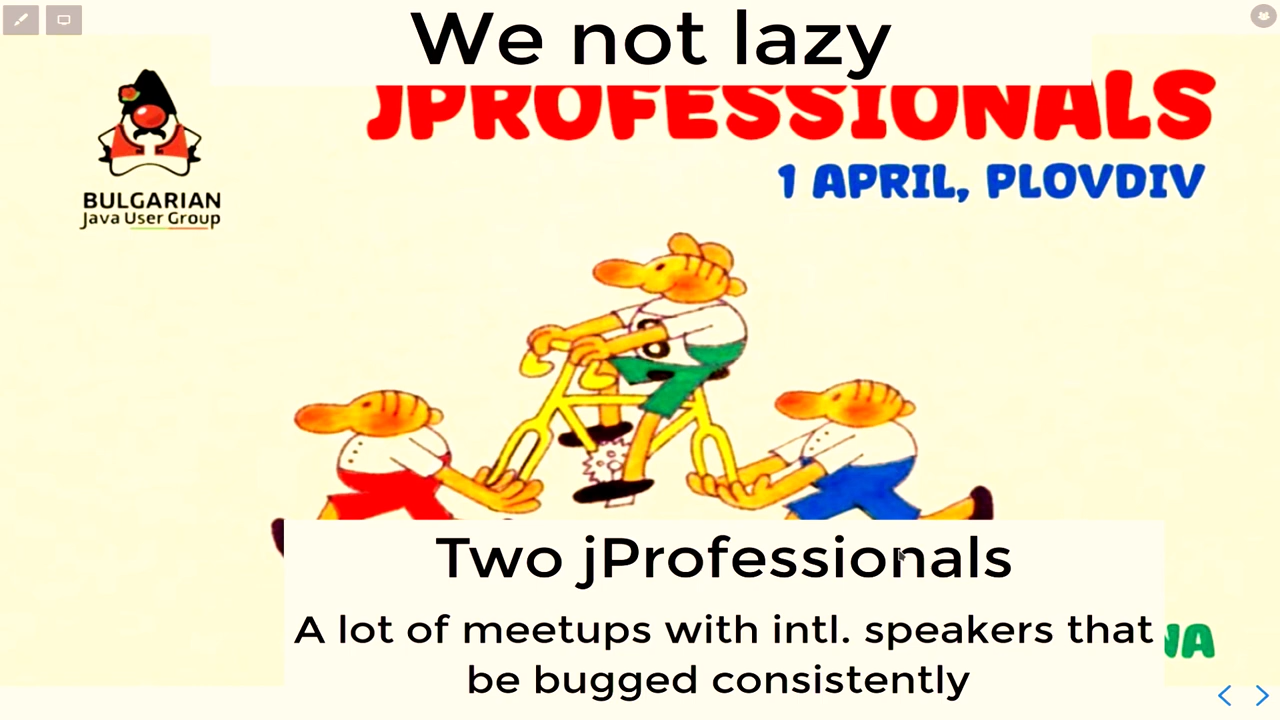 We not lazy
JPROFESSIONALS
1 APRIL, PLOVDIV
BULGARIAN
Java User Group
8
Two jProfessionals
A lot of meetups with intl. speakers that
be bugged consistently